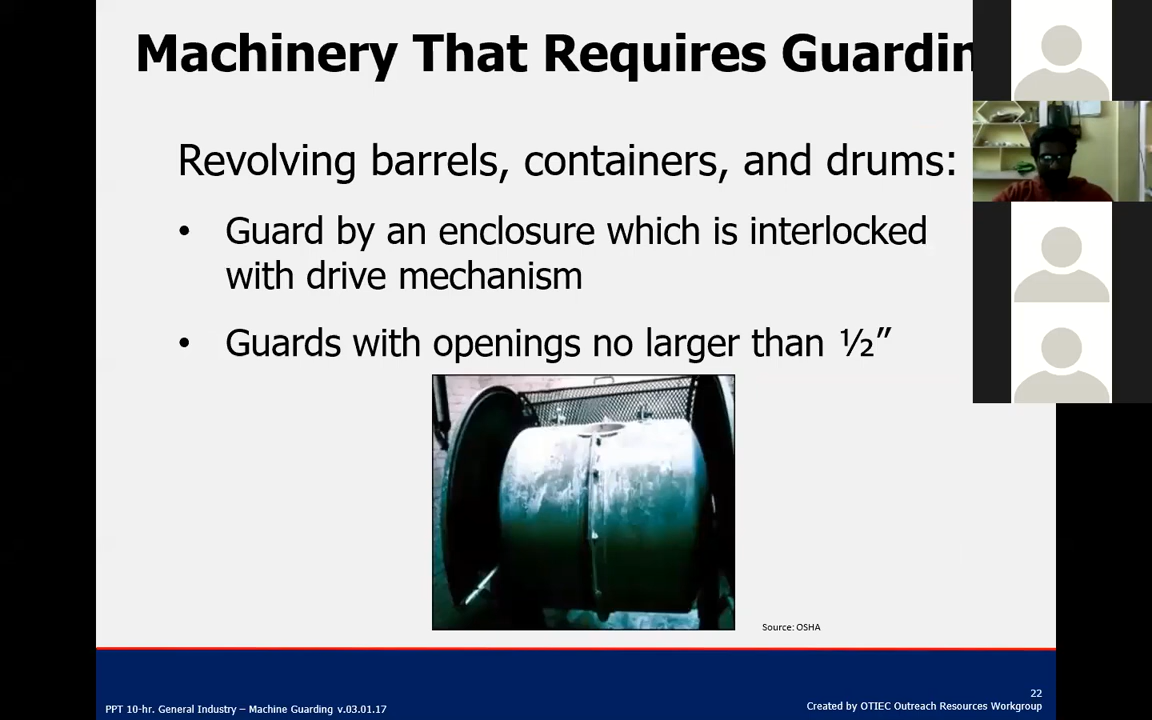 Machinery That Requires Guardin
Revolving barrels, containers, and drums:
• Guard by an enclosure which is interlocked
with drive mechanism
• Guards with openings no larger than ½”
Source: OSHA
22
PPT 10-hr. General Industry – Machine Guarding v.03.01.17
Created by OTIEC Outreach Resources Workgroup